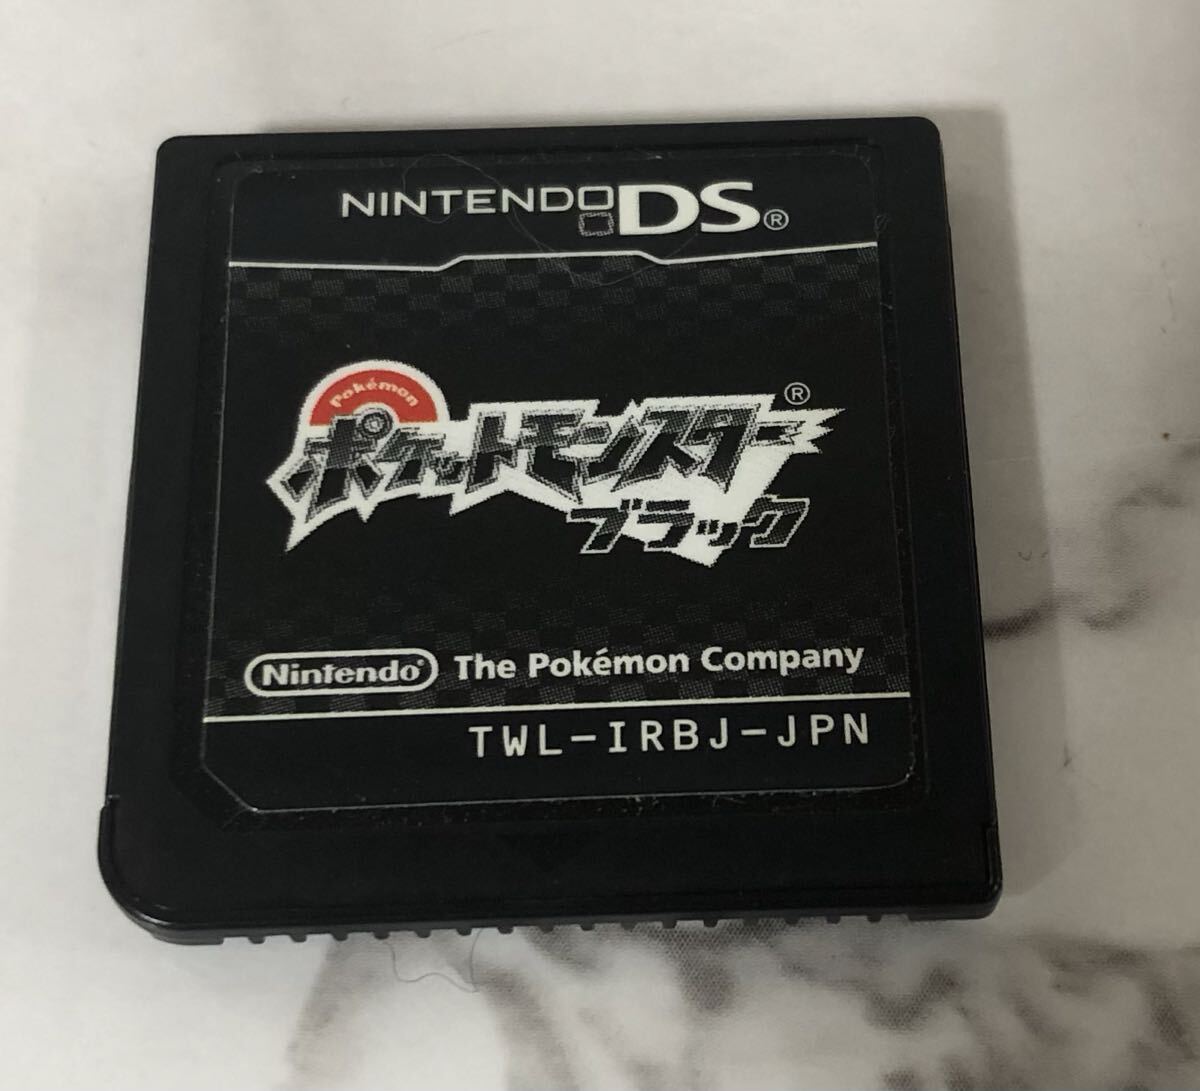 NINTENDO DS®
Pokémon
ポケットモンスター®
ブラック
Nintendo® The Pokémon Company
TWL-IRBJ-JPN